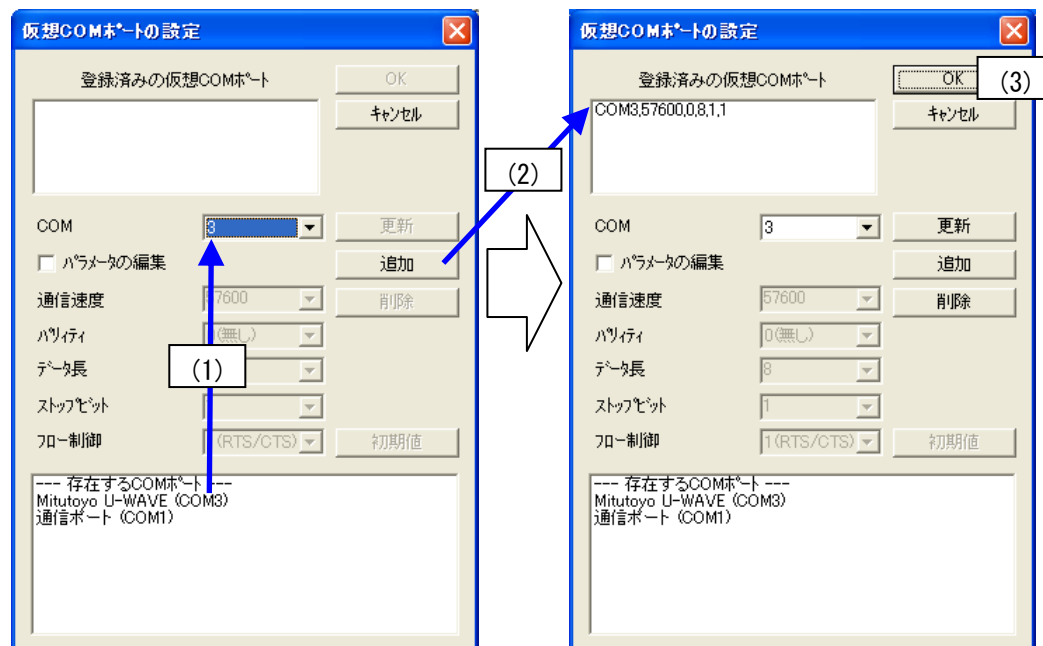 仮想COMポートの設定
登録済みの仮想COMポート
OK
キャンセル
COM
3
更新
パラメータの編集
追加
通信速度
57600
削除
パリティ
0(無し)
データ長
ストップビット
フロー制御
(RTS/CTS)
初期値
--- 存在するCOMポート ---
Mitutoyo U-WAVE (COM3)
通信ポート (COM1)
(1)
(2)
仮想COMポートの設定
登録済みの仮想COMポート
OK
(3)
COM3,57600,0,8,1,1
キャンセル
COM
3
更新
パラメータの編集
追加
通信速度
57600
削除
パリティ
0(無し)
データ長
8
ストップビット
1
フロー制御
1(RTS/CTS)
初期値
--- 存在するCOMポート ---
Mitutoyo U-WAVE (COM3)
通信ポート (COM1)